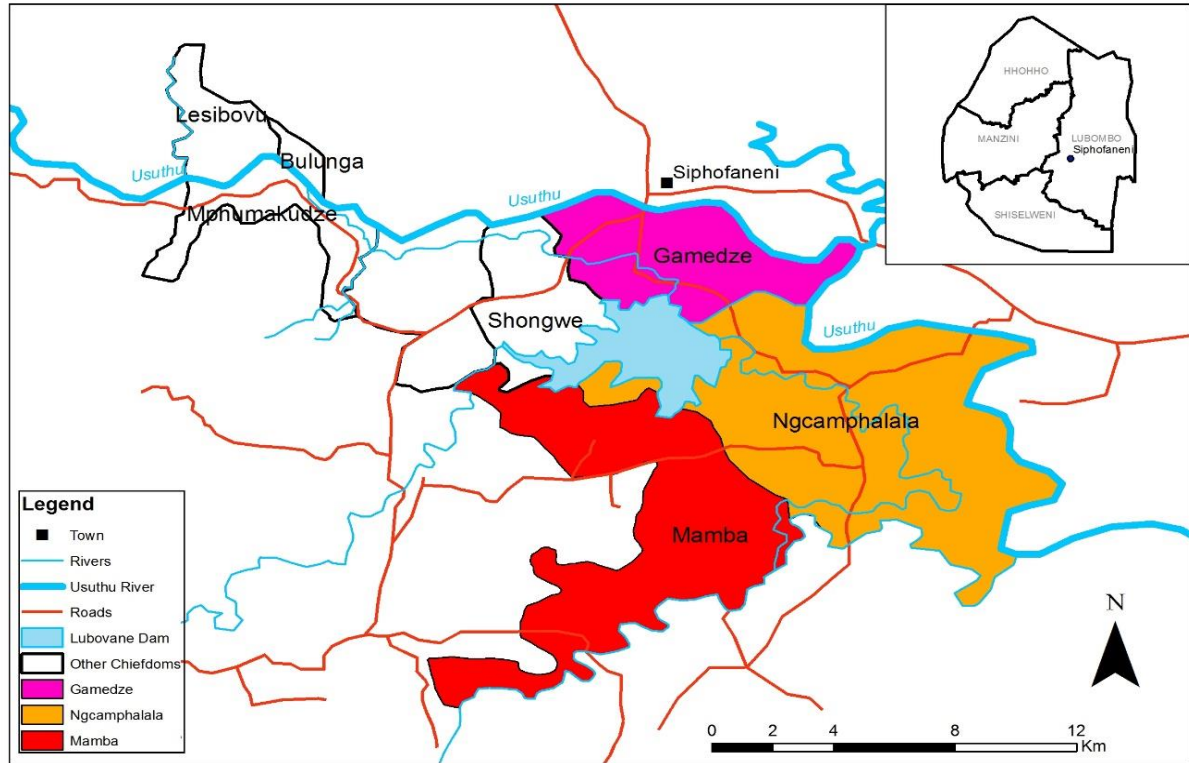 Lesibovu
Bulunga
Usuthu
Mphumakudze
Siphofaneni
Usuthu
Gamedze
Shongwe
Usuthu
Ngcamphalala
Mamba
HHOHHO
MANZINI
LUBOMBO
Siphofaneni
SHISELWENI
Legend
Town
Rivers
Usuthu River
Roads
Lubovane Dam
Other Chiefdoms
Gamedze
Ngcamphalala
Mamba
N
0 2 4 8 12
Km